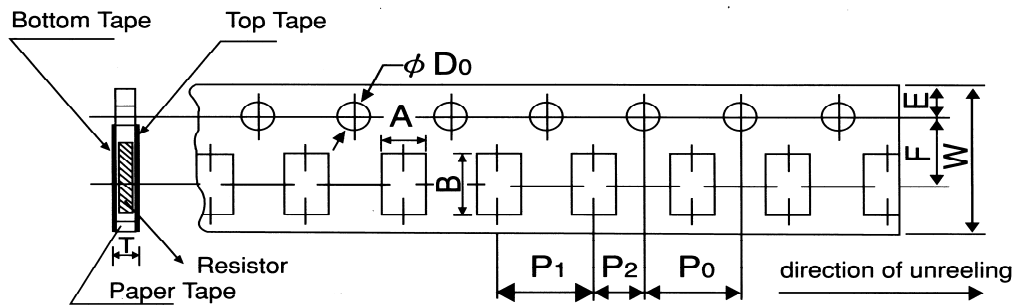 Bottom Tape
Top Tape
ϕ D0
A
B
E
F
W
T
Resistor
Paper Tape
P1
P2
P0
direction of unreeling